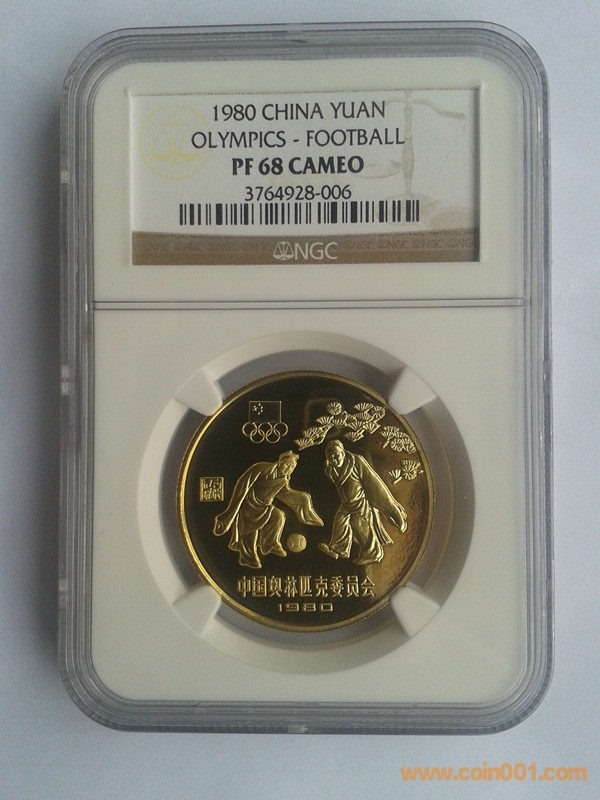 1980 CHINA YUAN
OLYMPICS - FOOTBALL
PF 68 CAMEO
3764928-006
NGC
中国奥林匹克委员会
1980
www.coin001.com